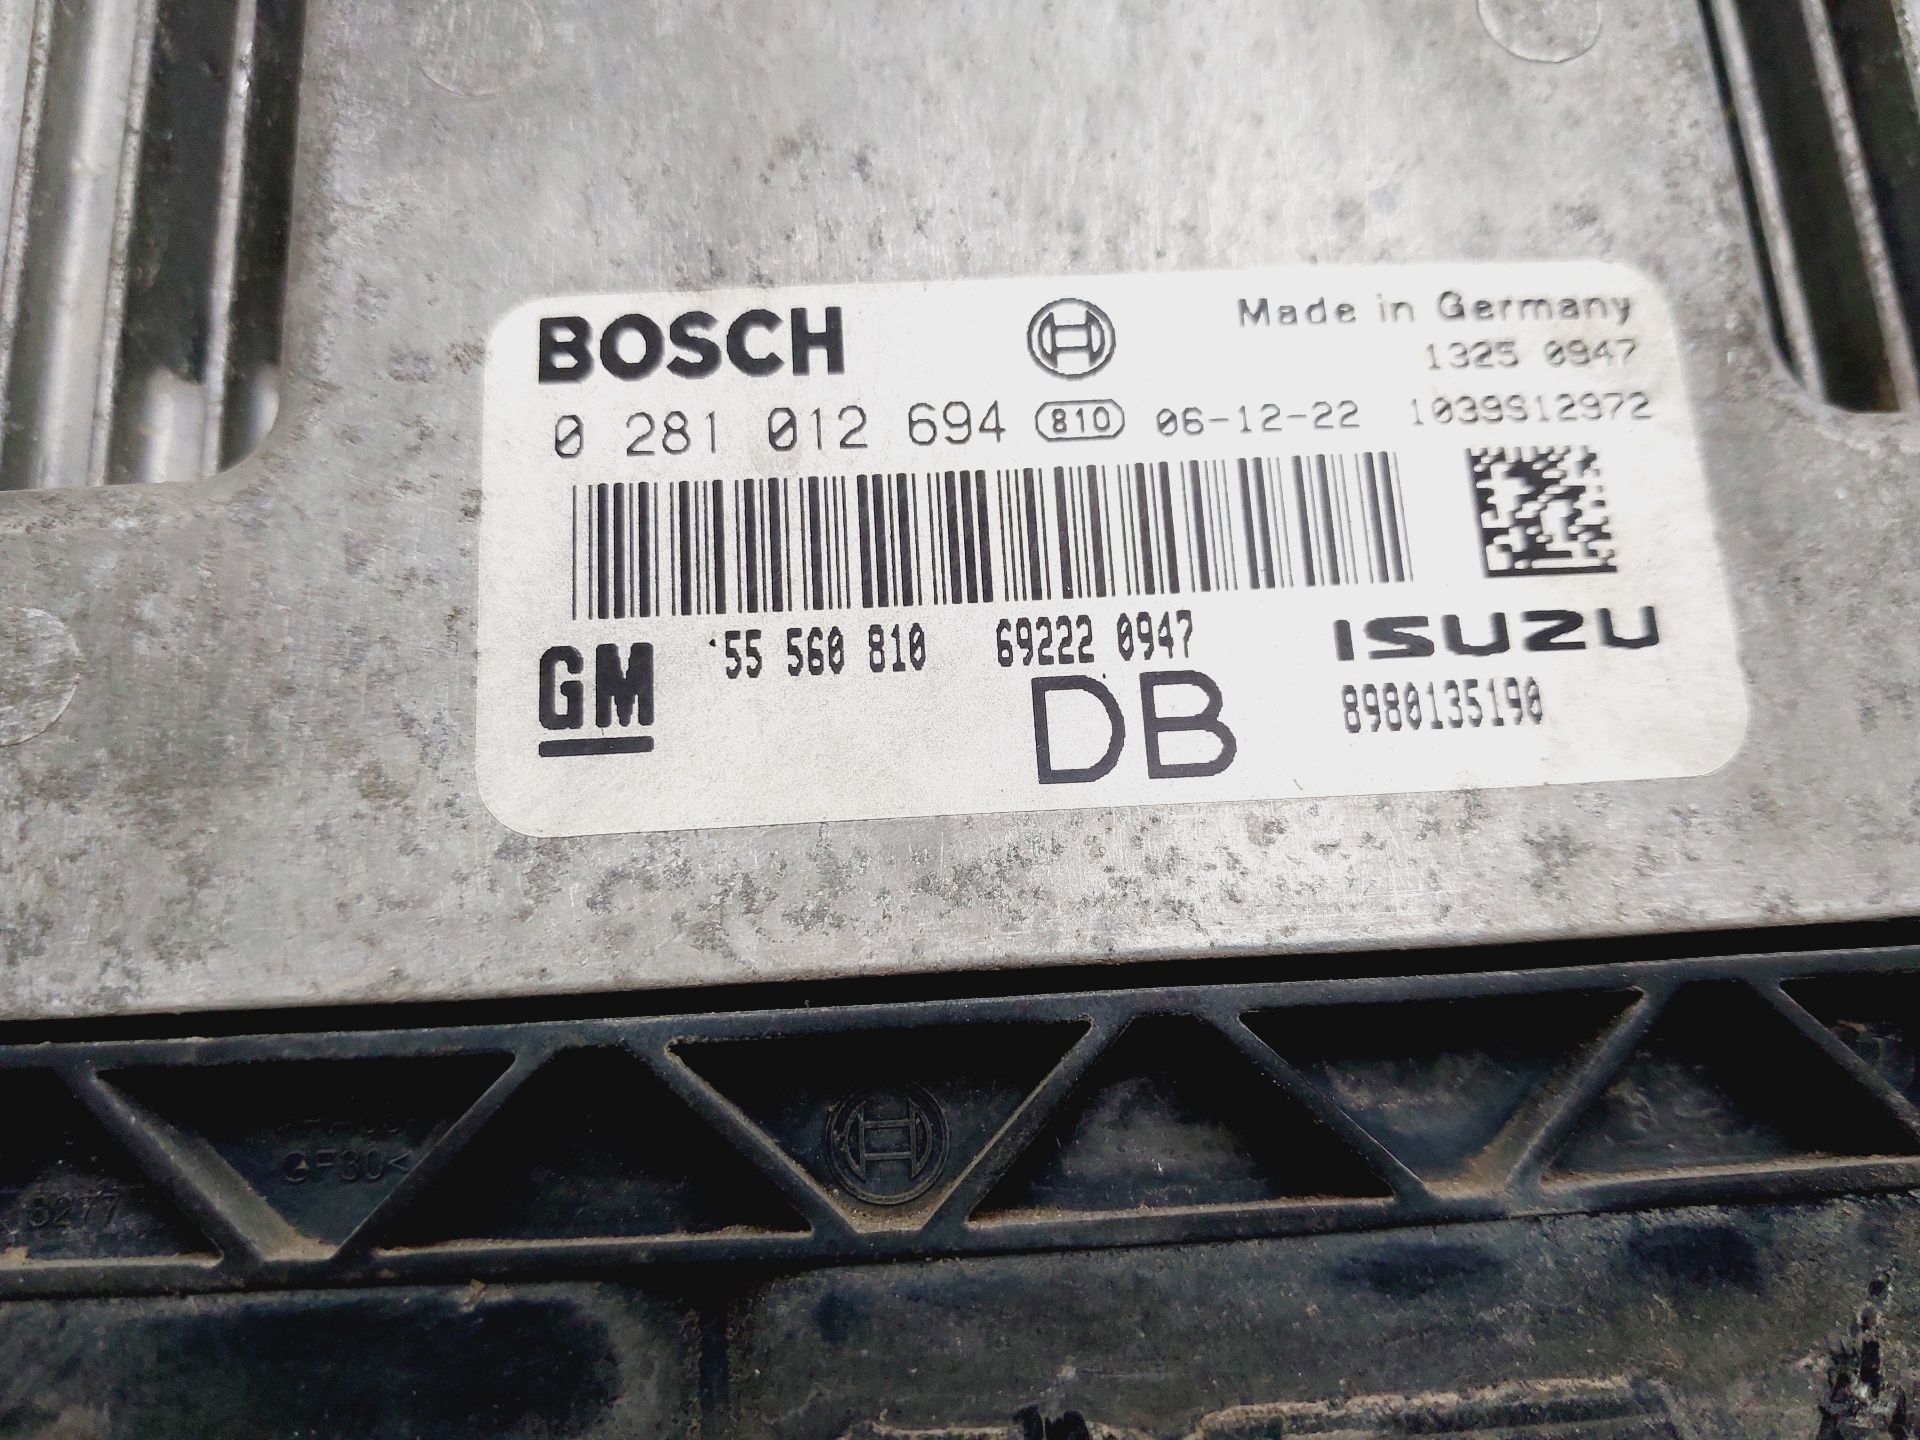 BOSCH
Made in Germany
1325 0947
0 281 012 694 810 06-12-22 1039S12972
GM 55 560 810 69222 0947 ISUZU
DB 8980135190
GF30<